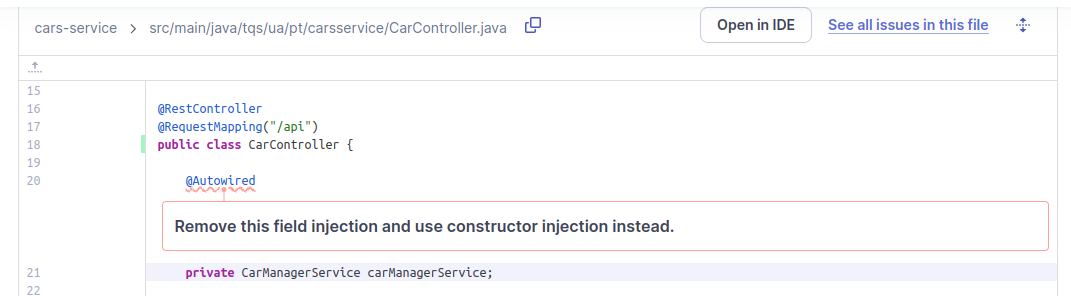 cars-service > src/main/java/tqs/ua/pt/carsservice/CarController.java Open in IDE See all issues in this file
15
16 @RestController
17 @RequestMapping("/api")
18 public class CarController {
19
20 @Autowired
Remove this field injection and use constructor injection instead.
21 private CarManagerService carManagerService;
22